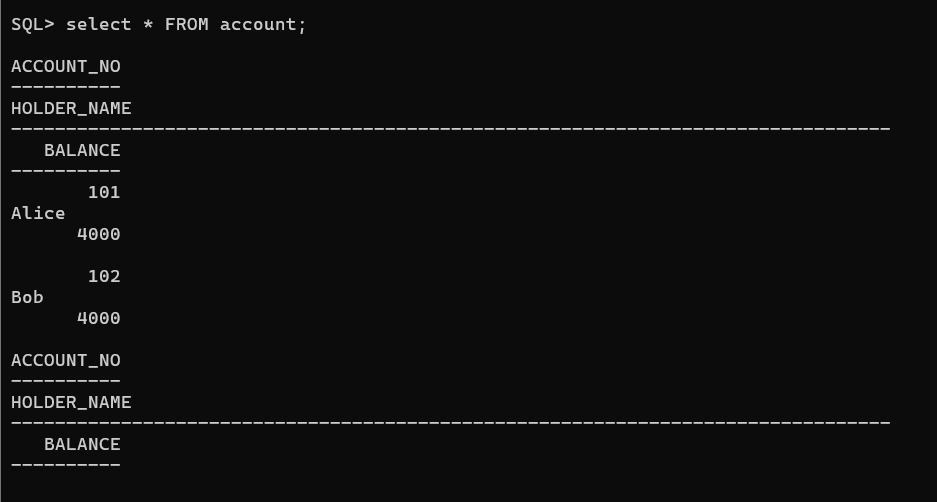 SQL> select * FROM account;
ACCOUNT_NO
----------
HOLDER_NAME
--------------------------------------------------------------------------------
   BALANCE
----------
       101
Alice
      4000
       102
Bob
      4000
ACCOUNT_NO
----------
HOLDER_NAME
--------------------------------------------------------------------------------
   BALANCE
----------